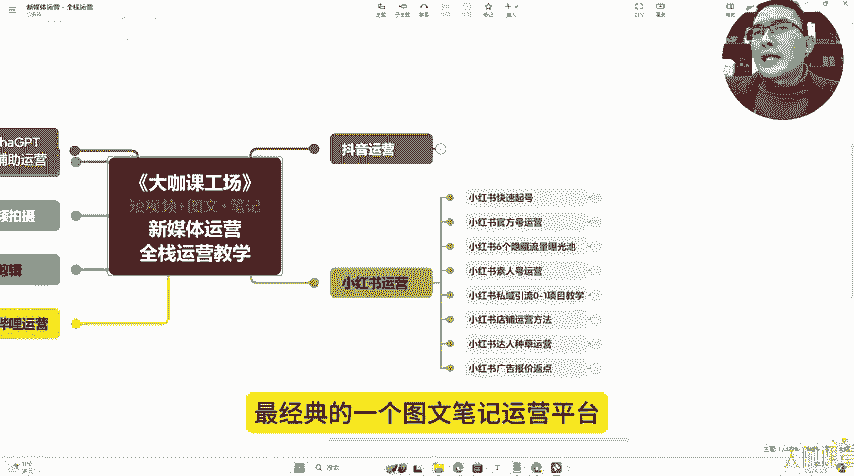 新媒体运营·全栈运营
子主题
haGPT
辅助运营
频拍摄
剪辑
哔哩运营
《大咖课工场》
短视频·图文·笔记
新媒体运营
全栈运营教学
抖音运营
小红书运营
小红书快速起号
小红书官方号运营
小红书6个隐藏流量曝光池
小红书素人号运营
小红书私域引流0-1项目教学
小红书店铺运营方法
小红书达人种草运营
小红书广告报价返点
最经典的一个图文笔记运营平台
搜索